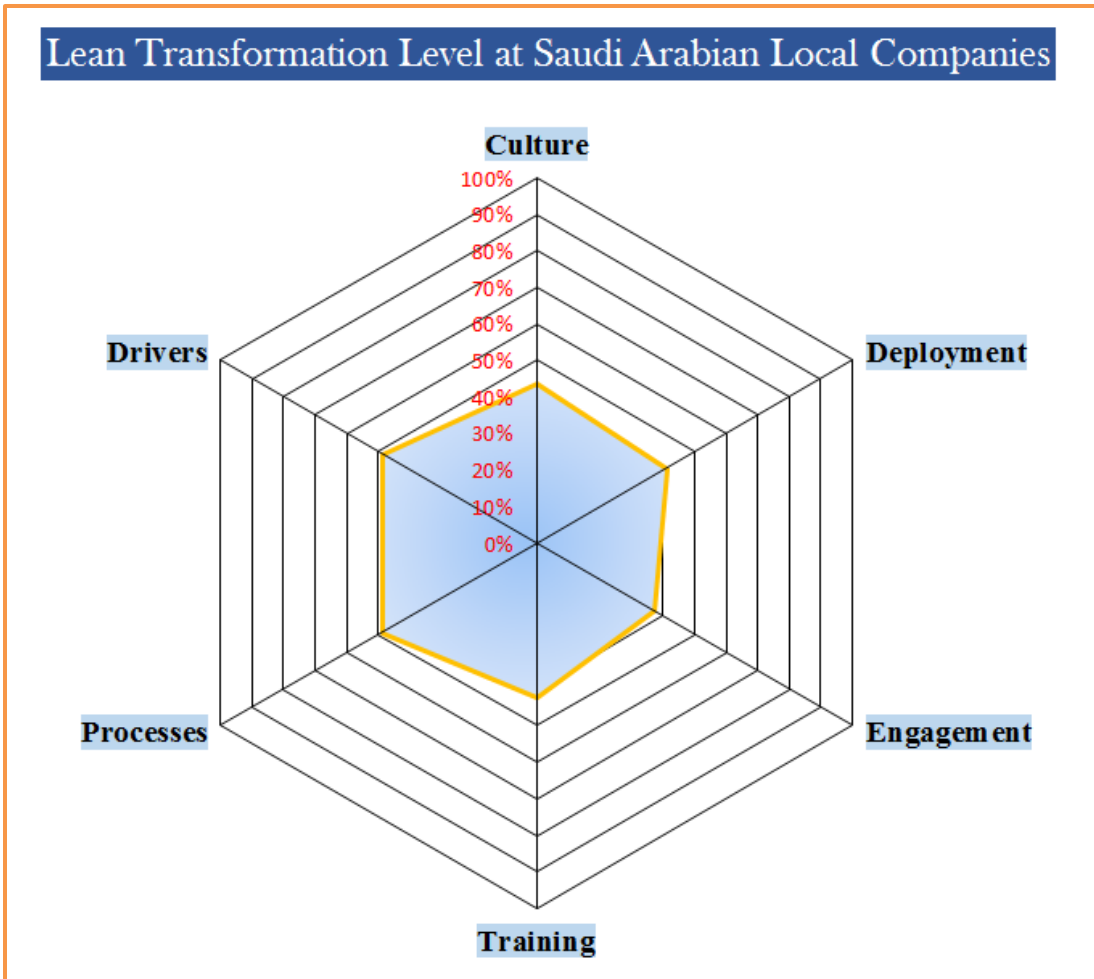 Lean Transformation Level at Saudi Arabian Local Companies
Culture
100%
90%
80%
70%
60%
50%
40%
30%
20%
10%
0%
Drivers
Deployment
Processes
Engagement
Training